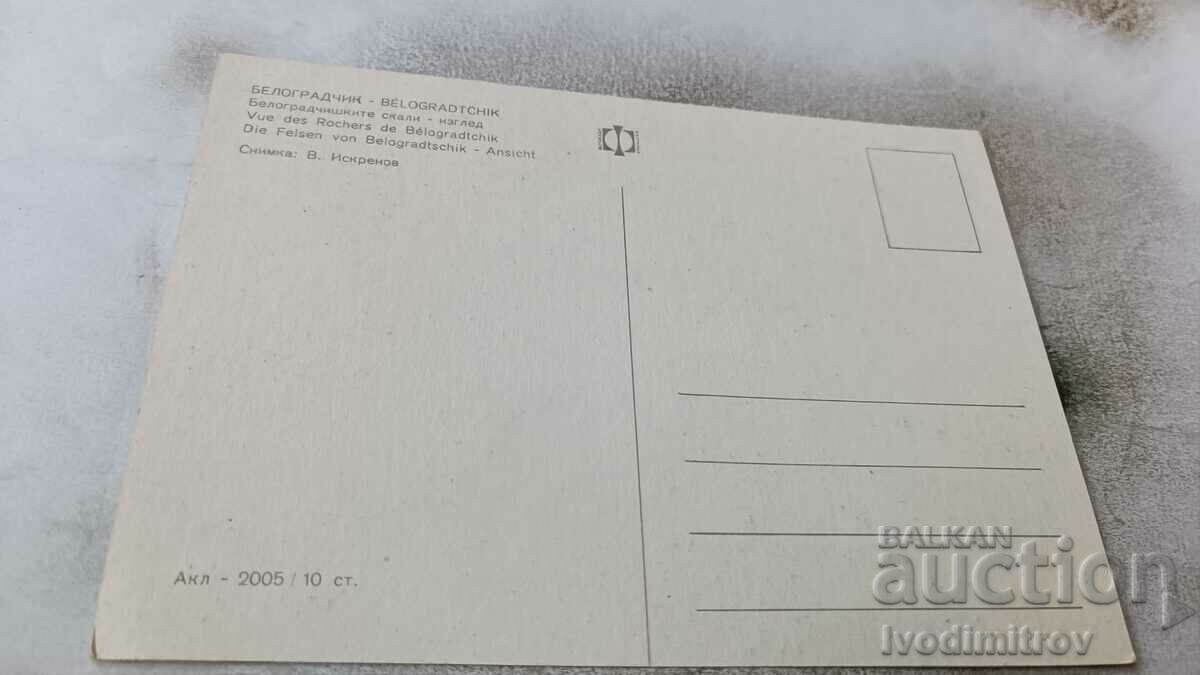 БЕЛОГРАДЧИК - BÉLOGRADTCHIK
Белоградчишките скали - изглед
Vue des Rochers de Bélogradtchik
Die Felsen von Belogradtschik - Ansicht
Снимка: В. Искренов
Акл - 2005 / 10 ст.
BALKAN
auction
Ivodimitrov